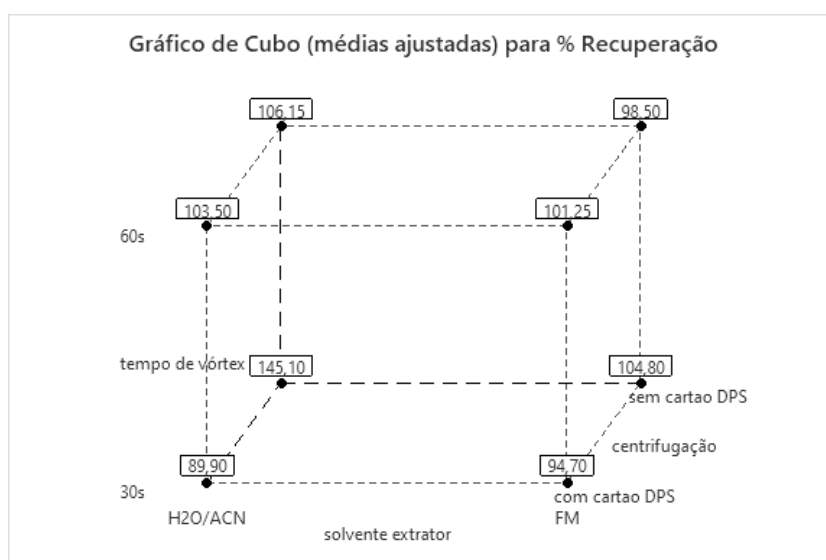 Gráfico de Cubo (médias ajustadas) para % Recuperação
106,15
98,50
103,50
101,25
60s
tempo de vórtex
145,10
104,80
sem cartao DPS
centrifugação
89,90
94,70
30s
com cartao DPS
H2O/ACN
FM
solvente extrator